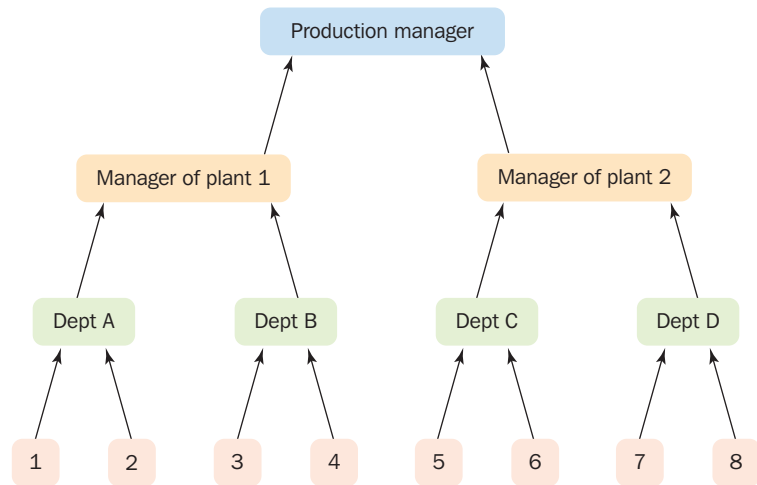 Production manager
Manager of plant 1
Manager of plant 2
Dept A
Dept B
Dept C
Dept D
1
2
3
4
5
6
7
8